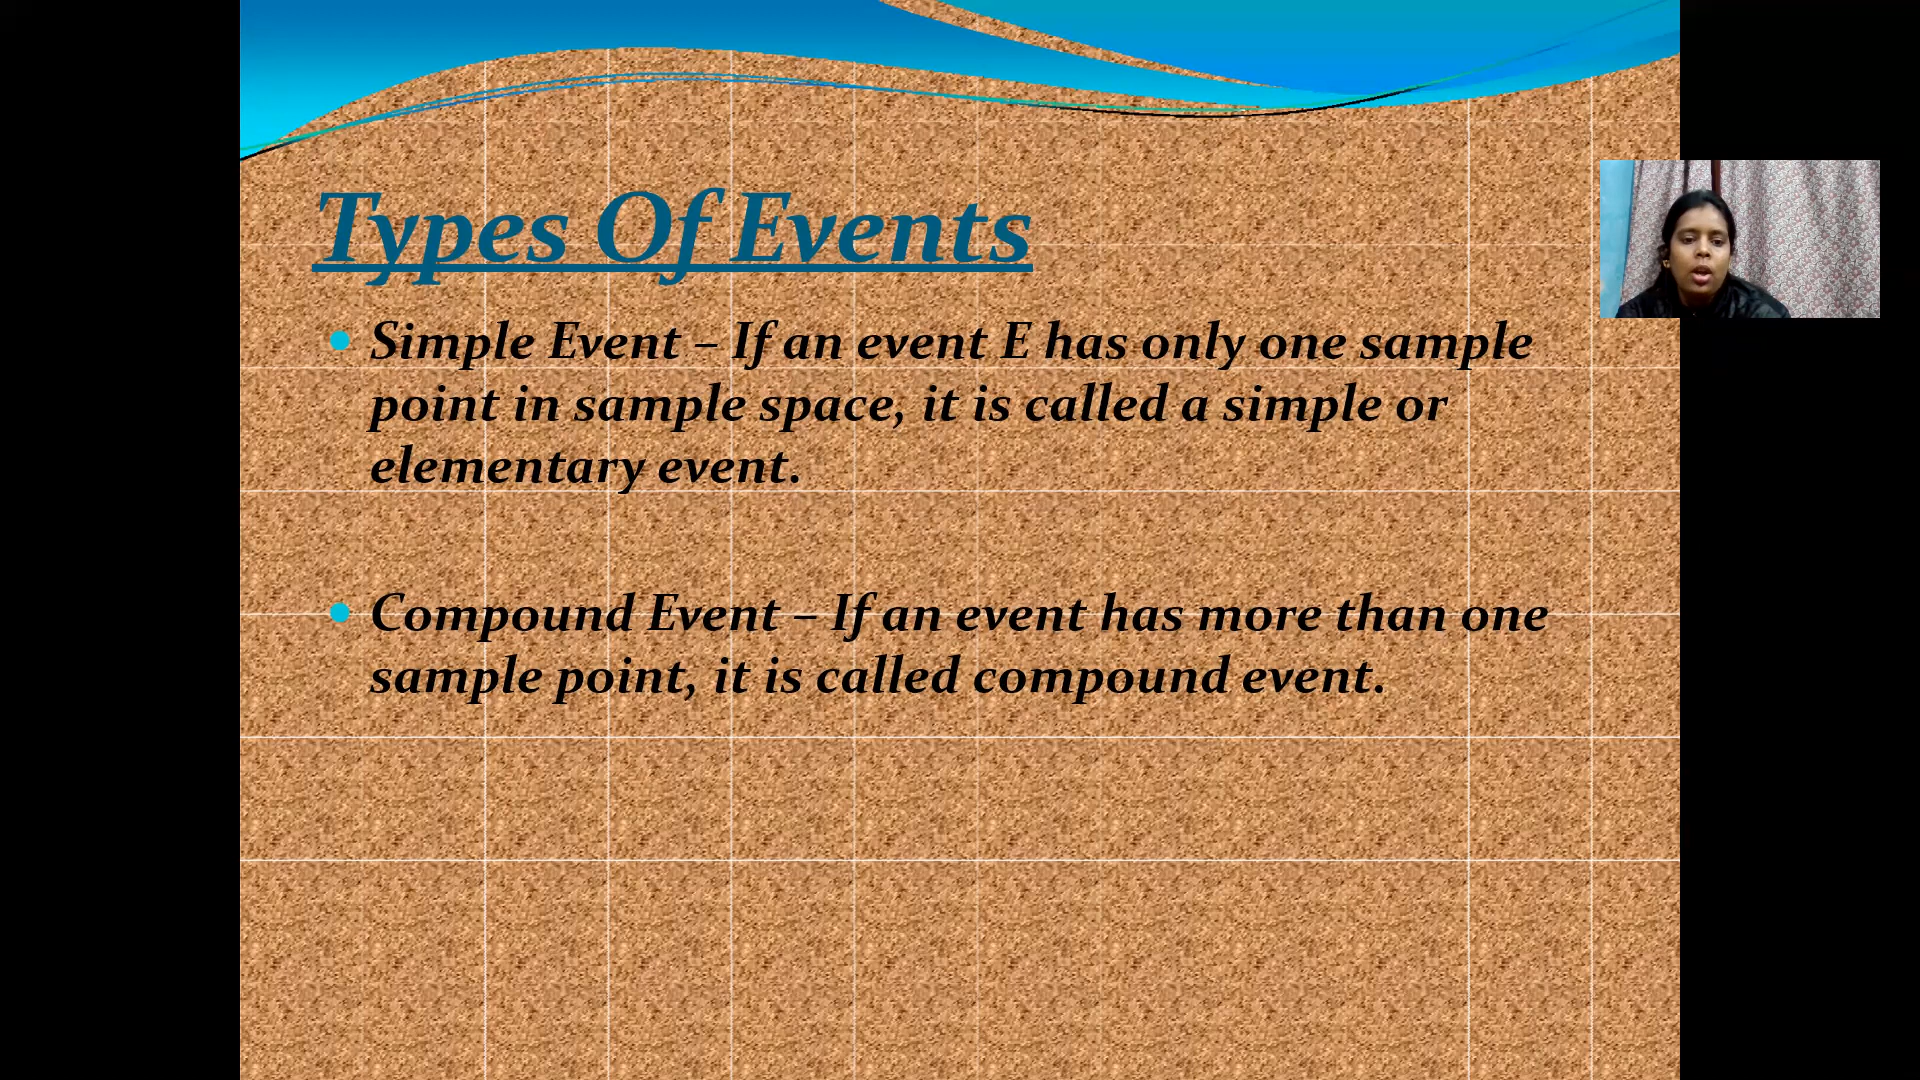 Types Of Events
Simple Event – If an event E has only one sample
point in sample space, it is called a simple or
elementary event.
Compound Event – If an event has more than one
sample point, it is called compound event.